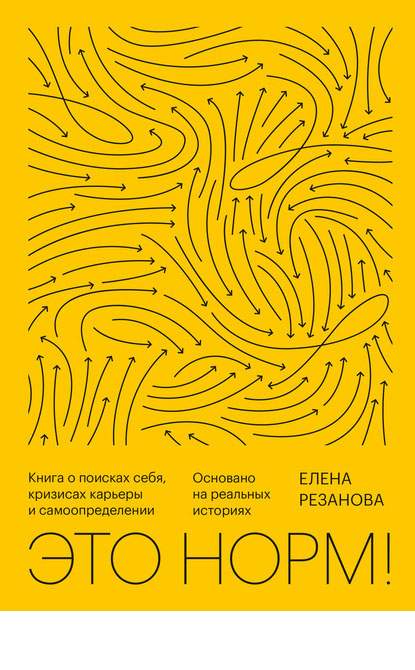 Книга о поисках себя,
кризисах карьеры
и самоопределении
Основано
на реальных
историях
ЕЛЕНА
РЕЗАНОВА
ЭТО НОРМ!